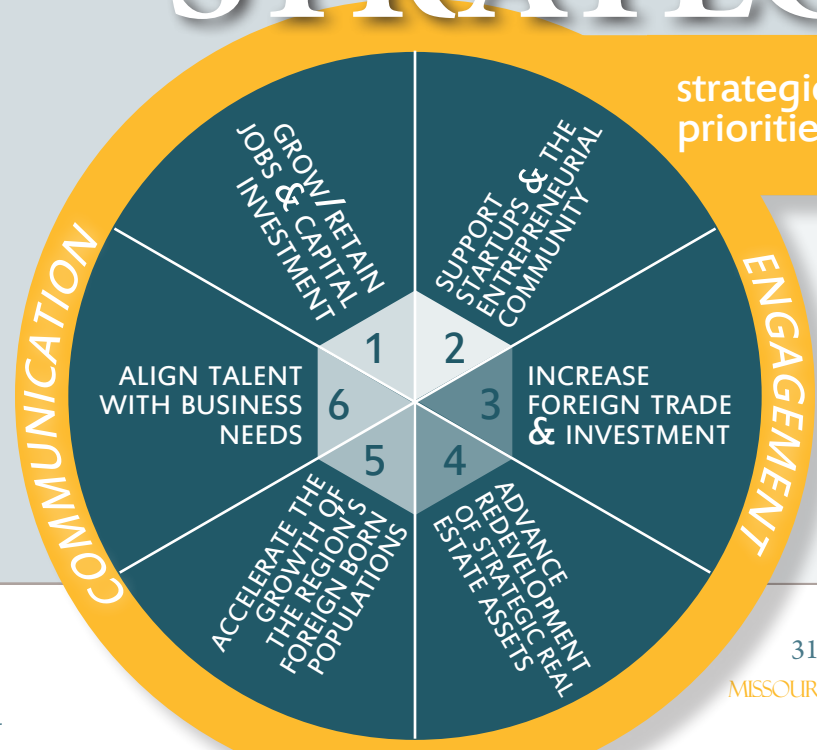 strategic
priorities
COMMUNICATION
ENGAGEMENT
1
GROW/RETAIN
JOBS & CAPITAL
INVESTMENT
2
SUPPORT
STARTUPS & THE
ENTREPRENEURIAL
COMMUNITY
3
INCREASE
FOREIGN TRADE
& INVESTMENT
4
ADVANCE
REDEVELOPMENT
OF STRATEGIC REAL
ESTATE ASSETS
5
ACCELERATE THE
GROWTH OF
THE REGION'S
FOREIGN BORN
POPULATIONS
6
ALIGN TALENT
WITH BUSINESS
NEEDS
31
MISSOUR